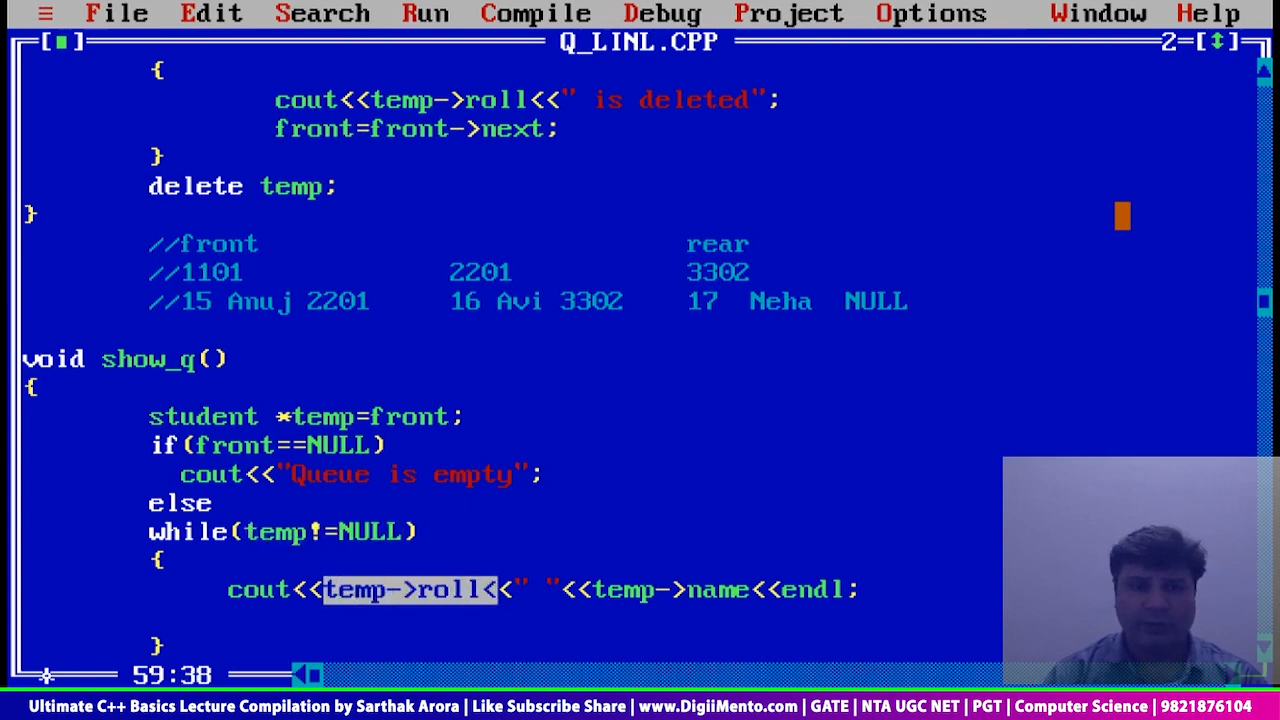 ≡ File Edit Search Run Compile Debug Project Options Window Help
[■] Q_LINL.CPP 2=[↕]
{
cout<<temp->roll<<" is deleted";
front=front->next;
}
delete temp;
}
//front rear
//1101 2201 3302
//15 Anuj 2201 16 Avi 3302 17 Neha NULL
void show_q()
{
student *temp=front;
if(front==NULL)
cout<<"Queue is empty";
else
while(temp!=NULL)
{
cout<<temp->roll<<" "<<temp->name<<endl;
}
59:38
Ultimate C++ Basics Lecture Compilation by Sarthak Arora | Like Subscribe Share | www.DigiiMento.com | GATE | NTA UGC NET | PGT | Computer Science | 9821876104